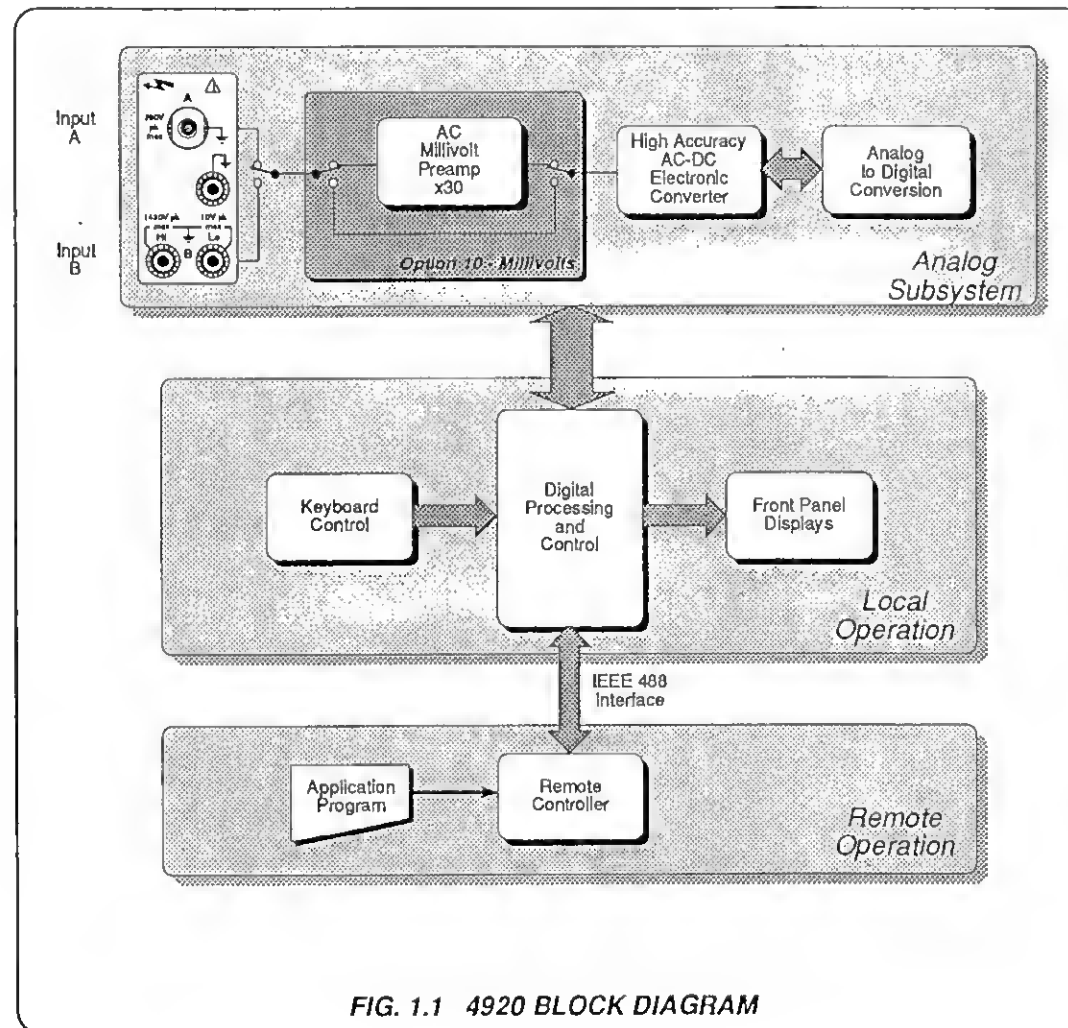 Input
A
A
Input
B
B
Hi
Lo
AC
Millivolt
Preamp
x30
Option 10 - Millivolts
High Accuracy
AC-DC
Electronic
Converter
Analog
to Digital
Conversion
Analog
Subsystem
Keyboard
Control
Digital
Processing
and
Control
Front Panel
Displays
Local
Operation
IEEE 488
Interface
Application
Program
Remote
Controller
Remote
Operation
FIG. 1.1 4920 BLOCK DIAGRAM